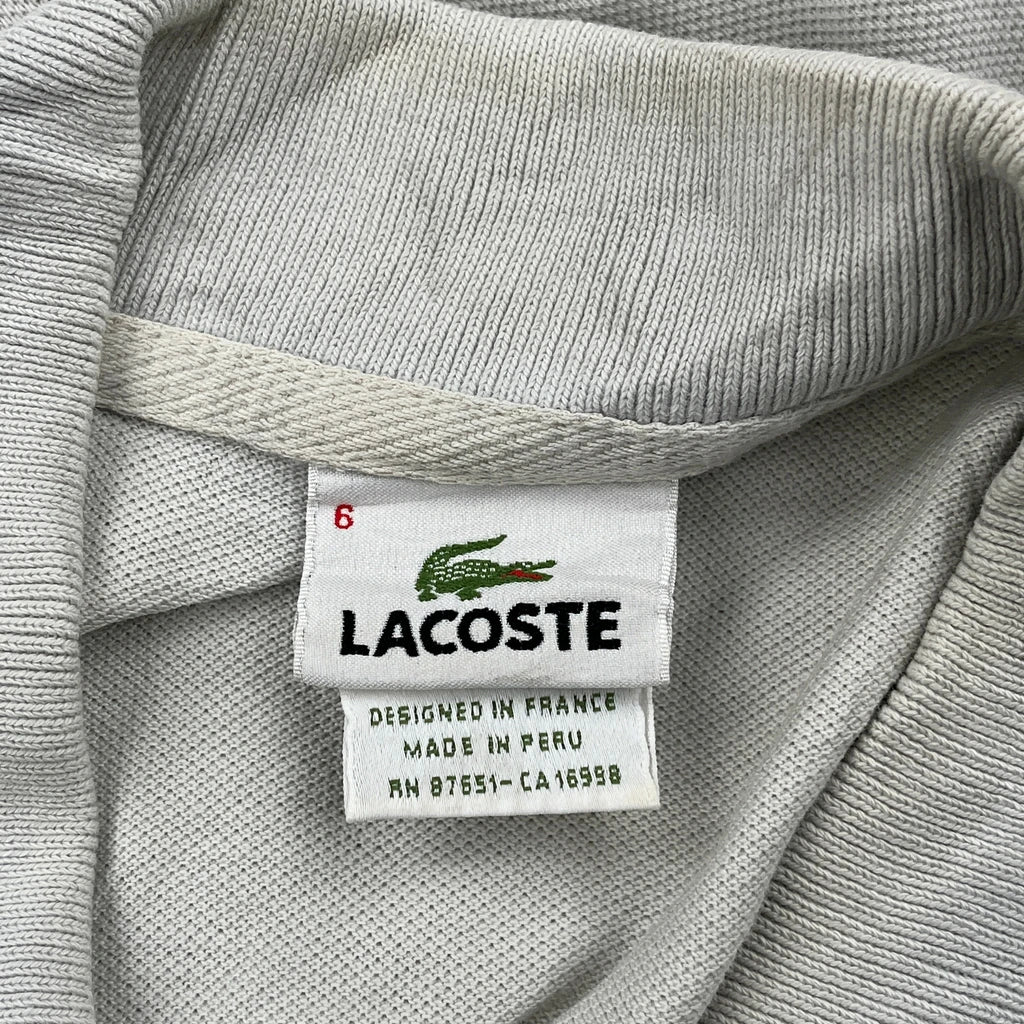 6
LACOSTE
DESIGNED IN FRANCE
MADE IN PERU
RN 87651-CA 16998